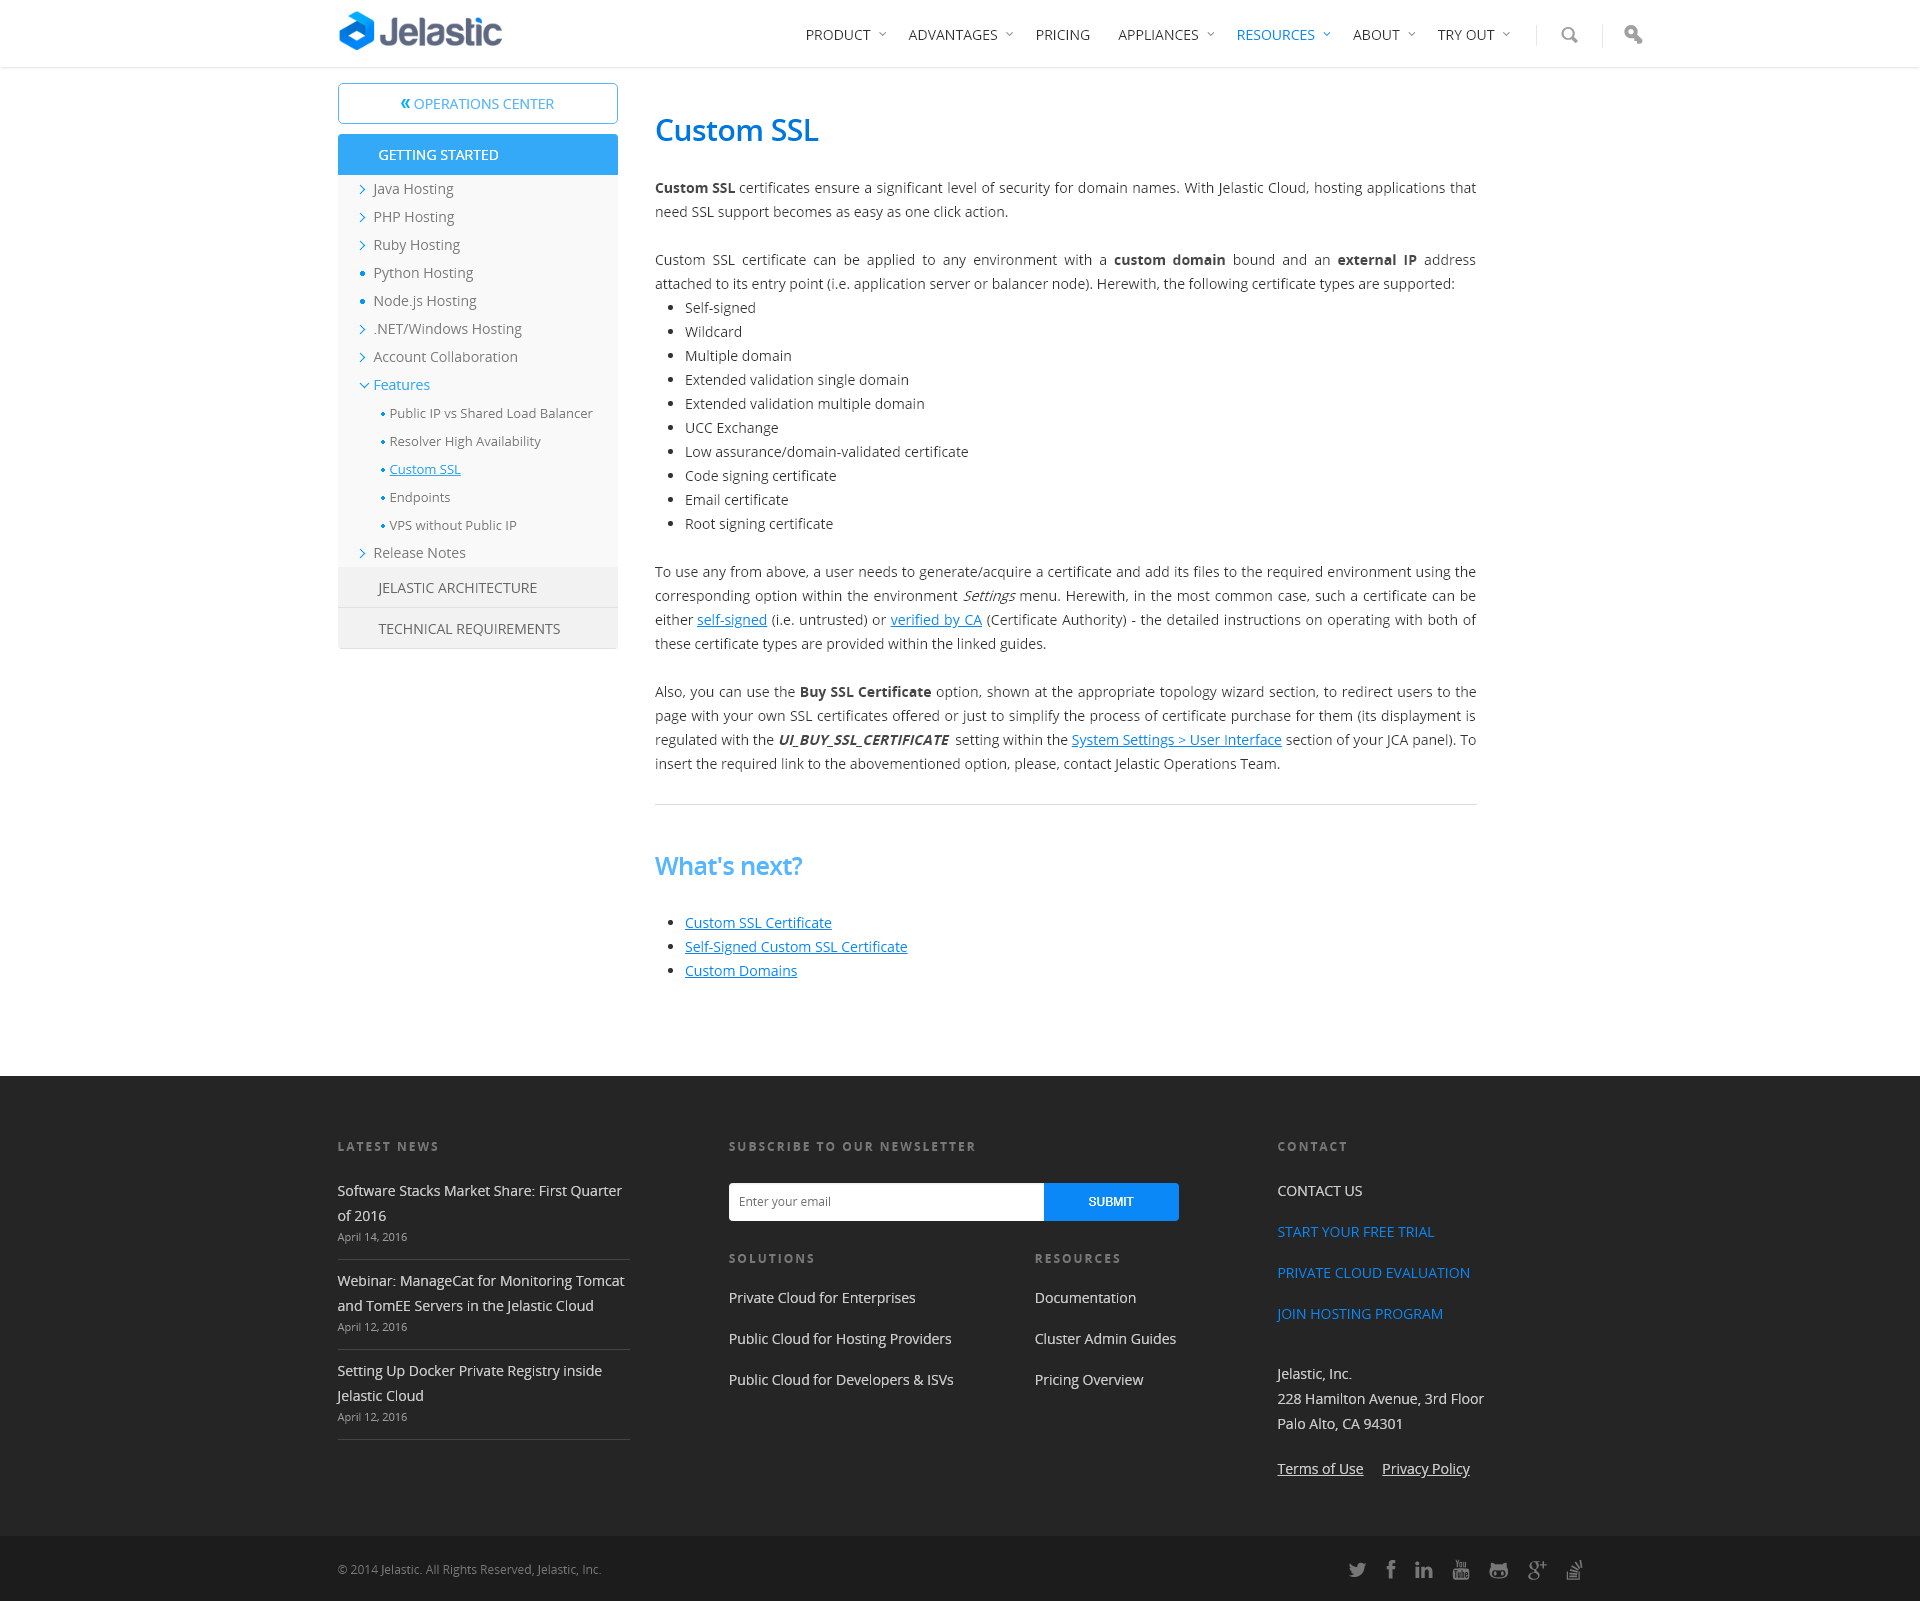 Jelastic
PRODUCT ADVANTAGES PRICING APPLIANCES RESOURCES ABOUT TRY OUT
« OPERATIONS CENTER
GETTING STARTED
Java Hosting
PHP Hosting
Ruby Hosting
Python Hosting
Node.js Hosting
.NET/Windows Hosting
Account Collaboration
Features
Public IP vs Shared Load Balancer
Resolver High Availability
Custom SSL
Endpoints
VPS without Public IP
Release Notes
JELASTIC ARCHITECTURE
TECHNICAL REQUIREMENTS
Custom SSL
Custom SSL certificates ensure a significant level of security for domain names. With Jelastic Cloud, hosting applications that
need SSL support becomes as easy as one click action.
Custom SSL certificate can be applied to any environment with a custom domain bound and an external IP address
attached to its entry point (i.e. application server or balancer node). Herewith, the following certificate types are supported:
Self-signed
Wildcard
Multiple domain
Extended validation single domain
Extended validation multiple domain
UCC Exchange
Low assurance/domain-validated certificate
Code signing certificate
Email certificate
Root signing certificate
To use any from above, a user needs to generate/acquire a certificate and add its files to the required environment using the
corresponding option within the environment Settings menu. Herewith, in the most common case, such a certificate can be
either self-signed (i.e. untrusted) or verified by CA (Certificate Authority) - the detailed instructions on operating with both of
these certificate types are provided within the linked guides.
Also, you can use the Buy SSL Certificate option, shown at the appropriate topology wizard section, to redirect users to the
page with your own SSL certificates offered or just to simplify the process of certificate purchase for them (its displayment is
regulated with the UI_BUY_SSL_CERTIFICATE setting within the System Settings > User Interface section of your JCA panel). To
insert the required link to the abovementioned option, please, contact Jelastic Operations Team.
What's next?
Custom SSL Certificate
Self-Signed Custom SSL Certificate
Custom Domains
LATEST NEWS
Software Stacks Market Share: First Quarter
of 2016
April 14, 2016
Webinar: ManageCat for Monitoring Tomcat
and TomEE Servers in the Jelastic Cloud
April 12, 2016
Setting Up Docker Private Registry inside
Jelastic Cloud
April 12, 2016
SUBSCRIBE TO OUR NEWSLETTER
Enter your email SUBMIT
SOLUTIONS
Private Cloud for Enterprises
Public Cloud for Hosting Providers
Public Cloud for Developers & ISVs
RESOURCES
Documentation
Cluster Admin Guides
Pricing Overview
CONTACT
CONTACT US
START YOUR FREE TRIAL
PRIVATE CLOUD EVALUATION
JOIN HOSTING PROGRAM
Jelastic, Inc.
228 Hamilton Avenue, 3rd Floor
Palo Alto, CA 94301
Terms of Use Privacy Policy
© 2014 Jelastic. All Rights Reserved, Jelastic, Inc.
You
Tube